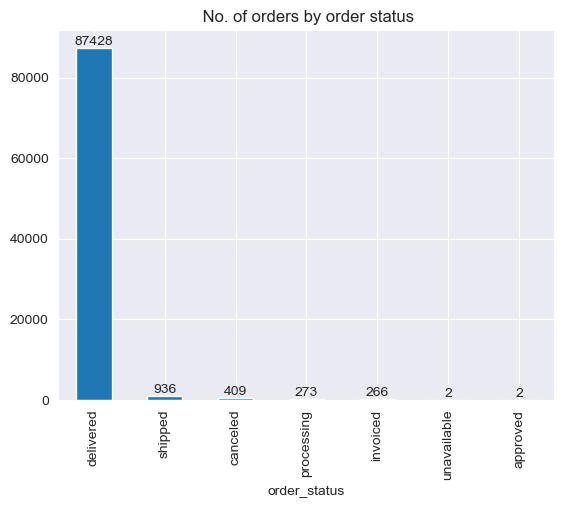 No. of orders by order status
87428
80000
60000
40000
20000
0
936
409
273
266
2
2
delivered
shipped
canceled
processing
invoiced
unavailable
approved
order_status